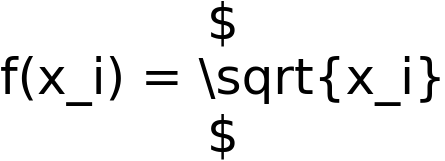 $
f(x_i) = \sqrt{x_i}
$